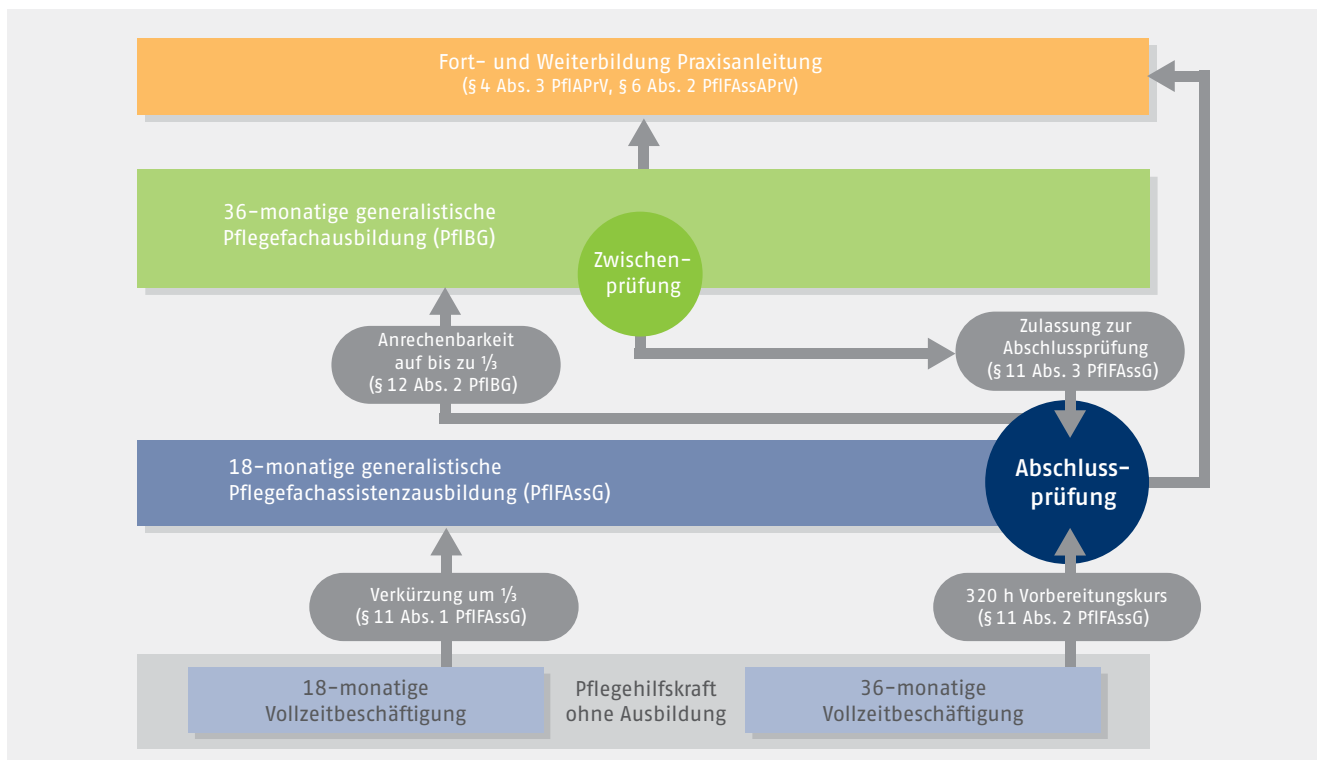 Fort- und Weiterbildung Praxisanleitung
(§ 4 Abs. 3 PflAPrV, § 6 Abs. 2 PflFAssAPrV)
36-monatige generalistische
Pflegefachausbildung (PflBG)
Zwischen-
prüfung
Anrechenbarkeit
auf bis zu ⅓
(§ 12 Abs. 2 PflBG)
Zulassung zur
Abschlussprüfung
(§ 11 Abs. 3 PflFAssG)
18-monatige generalistische
Pflegefachassistenzausbildung (PflFAssG)
Abschluss-
prüfung
Verkürzung um ⅓
(§ 11 Abs. 1 PflFAssG)
320 h Vorbereitungskurs
(§ 11 Abs. 2 PflFAssG)
18-monatige
Vollzeitbeschäftigung
Pflegehilfskraft
ohne Ausbildung
36-monatige
Vollzeitbeschäftigung